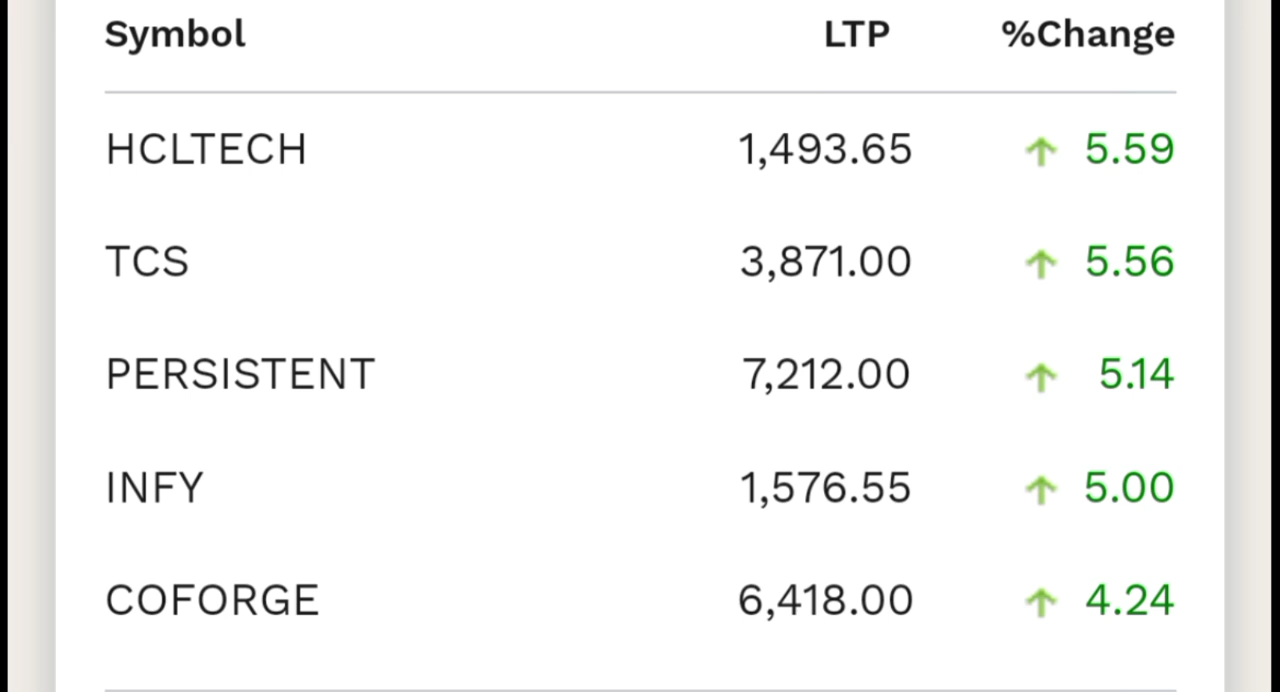 Symbol LTP %Change
HCLTECH 1,493.65 ↑ 5.59
TCS 3,871.00 ↑ 5.56
PERSISTENT 7,212.00 ↑ 5.14
INFY 1,576.55 ↑ 5.00
COFORGE 6,418.00 ↑ 4.24